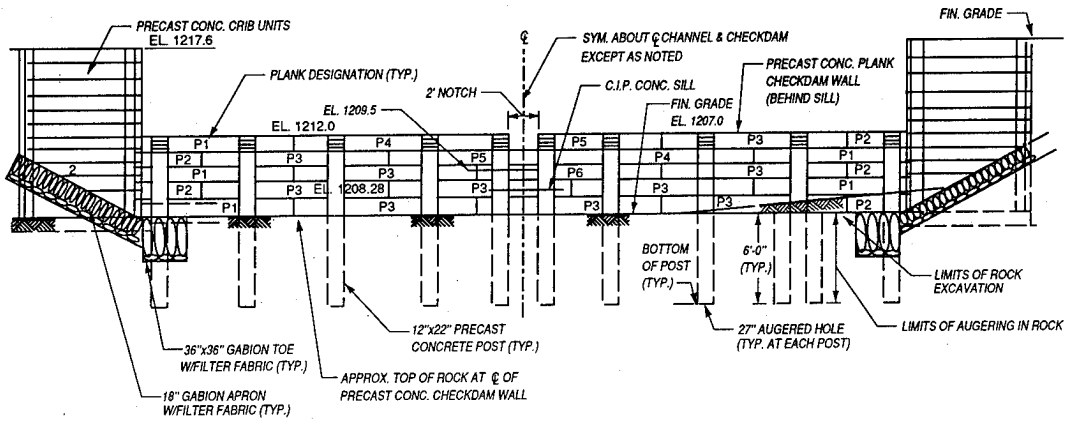 PRECAST CONC. CRIB UNITS
EL. 1217.6
PLANK DESIGNATION (TYP.)
EL. 1209.5
2' NOTCH
EL. 1212.0
℄
SYM. ABOUT ℄ CHANNEL & CHECKDAM
EXCEPT AS NOTED
C.I.P. CONC. SILL
FIN. GRADE
EL. 1207.0
PRECAST CONC. PLANK
CHECKDAM WALL
(BEHIND SILL)
FIN. GRADE
P1 P4 P5 P3 P2
P2 P3 P5 P4 P1
P1 P3 P6 P3 P2
2
P2 P3 EL. 1208.28 P3 P3 P1
P1 P3 P3 P3 P2
BOTTOM
OF POST
(TYP.)
6'-0"
(TYP.)
LIMITS OF ROCK
EXCAVATION
LIMITS OF AUGERING IN ROCK
27" AUGERED HOLE
(TYP. AT EACH POST)
12"x22" PRECAST
CONCRETE POST (TYP.)
36"x36" GABION TOE
W/FILTER FABRIC (TYP.)
APPROX. TOP OF ROCK AT ℄ OF
PRECAST CONC. CHECKDAM WALL
18" GABION APRON
W/FILTER FABRIC (TYP.)